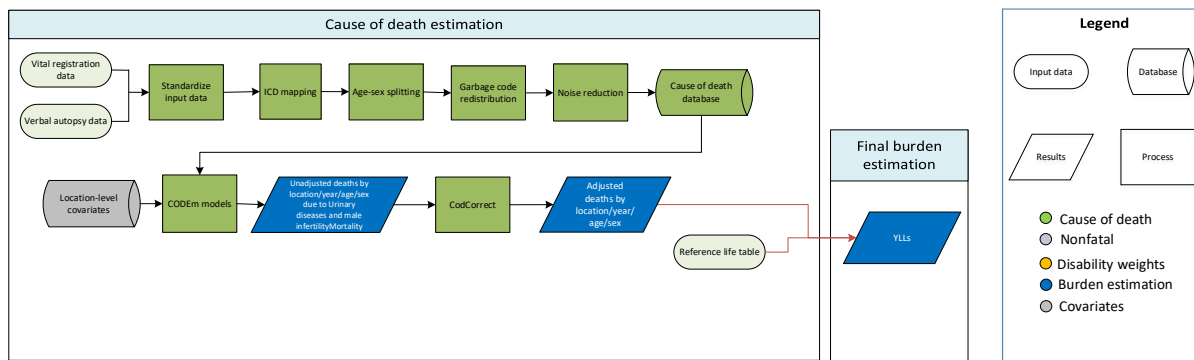 Cause of death estimation
Vital registration
data
Verbal autopsy data
Standardize
input data
ICD mapping
Age-sex splitting
Garbage code
redistribution
Noise reduction
Cause of death
database
Location-level
covariates
CODEm models
Unadjusted deaths by
location/year/age/sex
due to Urinary
diseases and male
infertilityMortality
CodCorrect
Adjusted
deaths by
location/year/
age/sex
Reference life table
Final burden
estimation
YLLs
Legend
Input data
Database
Results
Process
Cause of death
Nonfatal
Disability weights
Burden estimation
Covariates